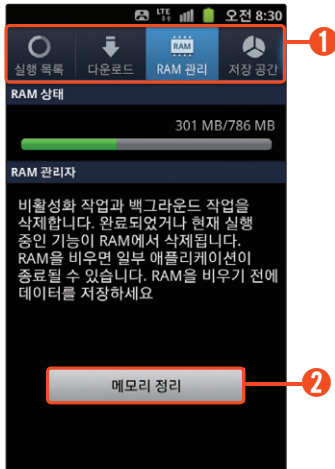 LTE 오전 8:30
실행 목록 다운로드 RAM RAM 관리 저장 공간
1
RAM 상태
301 MB/786 MB
RAM 관리자
비활성화 작업과 백그라운드 작업을
삭제합니다. 완료되었거나 현재 실행
중인 기능이 RAM에서 삭제됩니다.
RAM을 비우면 일부 애플리케이션이
종료될 수 있습니다. RAM을 비우기 전에
데이터를 저장하세요
메모리 정리
2